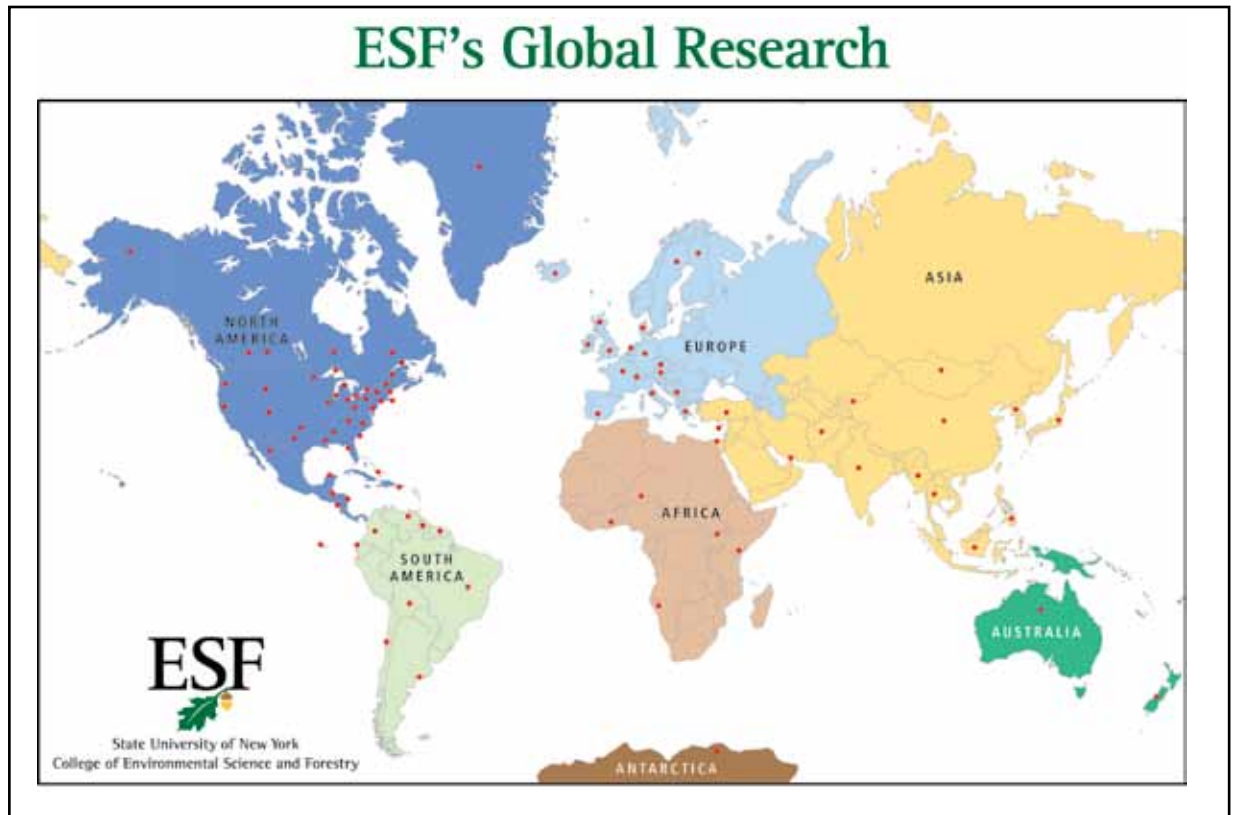 ESF's Global Research
NORTH
AMERICA
EUROPE
ASIA
AFRICA
SOUTH
AMERICA
AUSTRALIA
ANTARCTICA
ESF
State University of New York
College of Environmental Science and Forestry